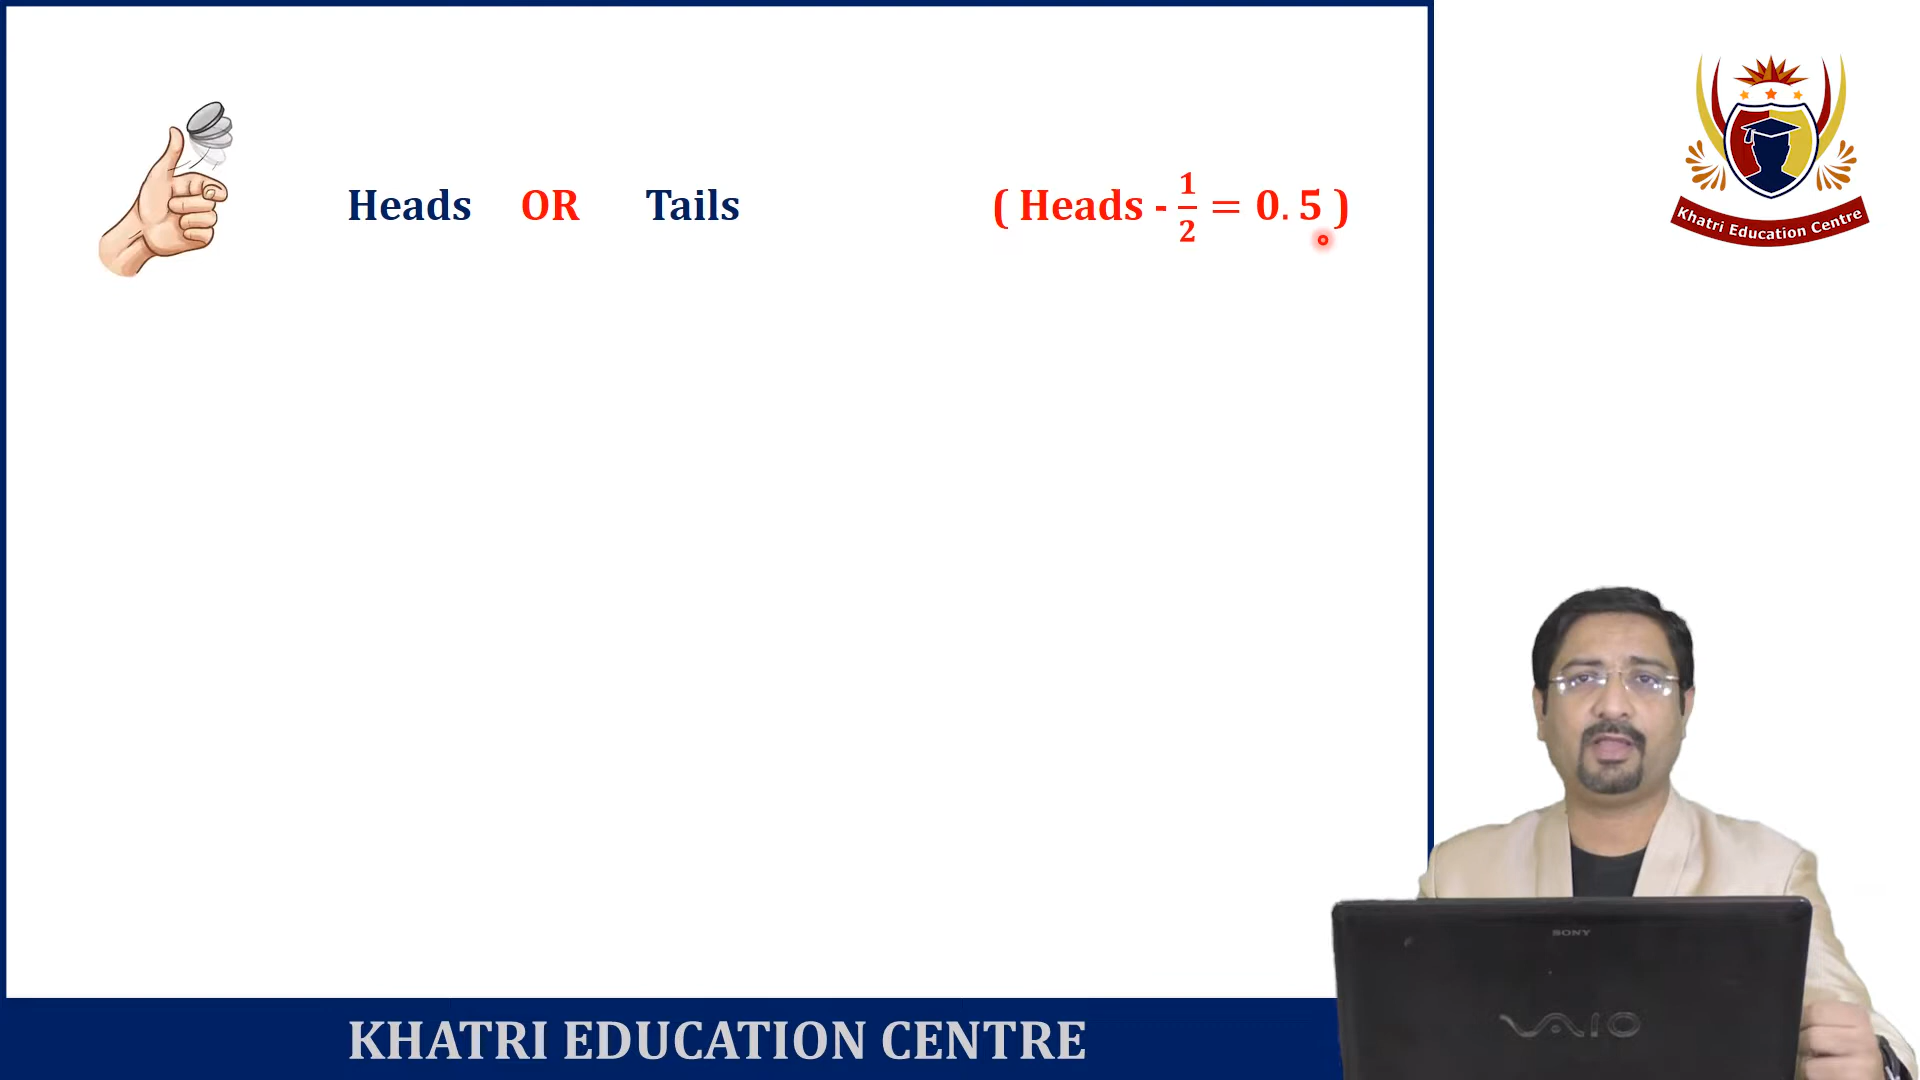 Heads OR Tails ( Heads - 1/2 = 0.5 )
Khatri Education Centre
SONY
VAIO
KHATRI EDUCATION CENTRE